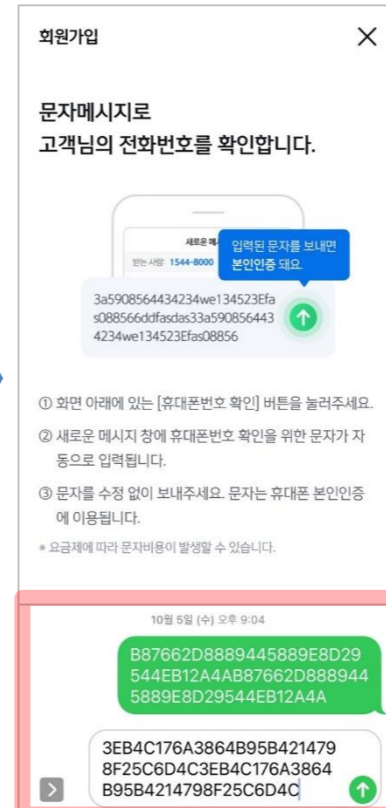 회원가입
문자메시지로
고객님의 전화번호를 확인합니다.
새로운 메
받는사람: 1544-8000
입력된 문자를 보내면
본인인증 돼요.
3a5908564434234we134523Efa
s088566ddfasdas33a590856443
4234we134523Efas08856
① 화면 아래에 있는 [휴대폰번호 확인] 버튼을 눌러주세요.
② 새로운 메시지 창에 휴대폰번호 확인을 위한 문자가 자
동으로 입력됩니다.
③ 문자를 수정 없이 보내주세요. 문자는 휴대폰 본인인증
에 이용됩니다.
* 요금제에 따라 문자비용이 발생할 수 있습니다.
10월 5일 (수) 오후 9:04
B87662D8889445889E8D29
544EB12A4AB87662D888944
5889E8D29544EB12A4A
3EB4C176A3864B95B421479
8F25C6D4C3EB4C176A3864
B95B4214798F25C6D4C